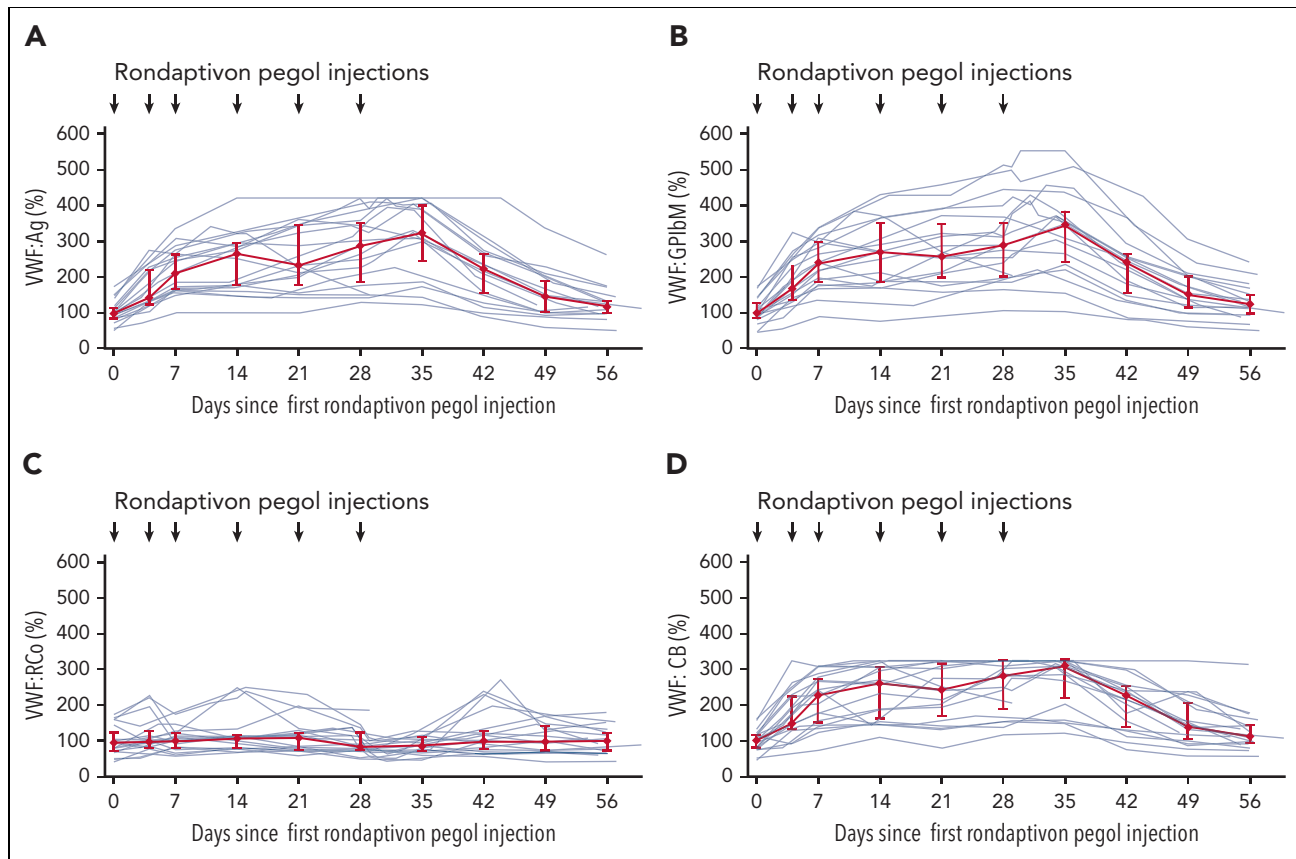 A
Rondaptivon pegol injections
VWF:Ag (%)
600
500
400
300
200
100
0
0 7 14 21 28 35 42 49 56
Days since first rondaptivon pegol injection
B
Rondaptivon pegol injections
VWF:GPIbM (%)
600
500
400
300
200
100
0
0 7 14 21 28 35 42 49 56
Days since first rondaptivon pegol injection
C
Rondaptivon pegol injections
VWF:RCo (%)
600
500
400
300
200
100
0
0 7 14 21 28 35 42 49 56
Days since first rondaptivon pegol injection
D
Rondaptivon pegol injections
VWF: CB (%)
600
500
400
300
200
100
0
0 7 14 21 28 35 42 49 56
Days since first rondaptivon pegol injection